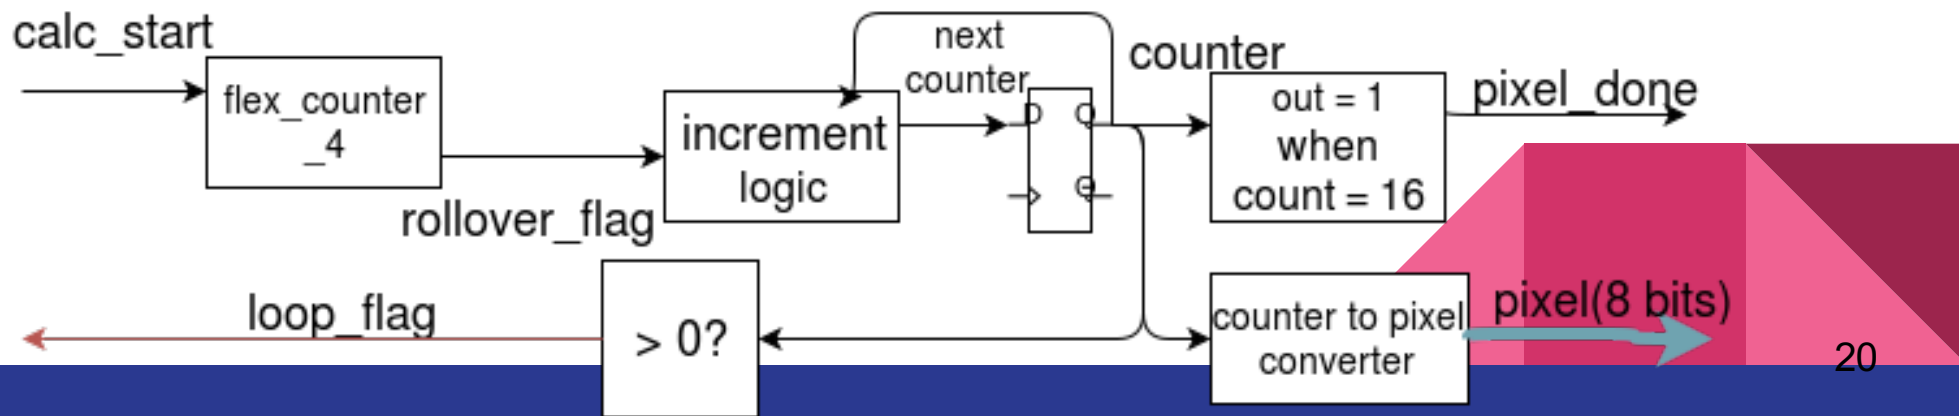 calc_start
flex_counter
_4
rollover_flag
increment
logic
next
counter
D
Q
Q
counter
out = 1
when
count = 16
pixel_done
loop_flag
> 0?
counter to pixel
converter
pixel(8 bits)
20